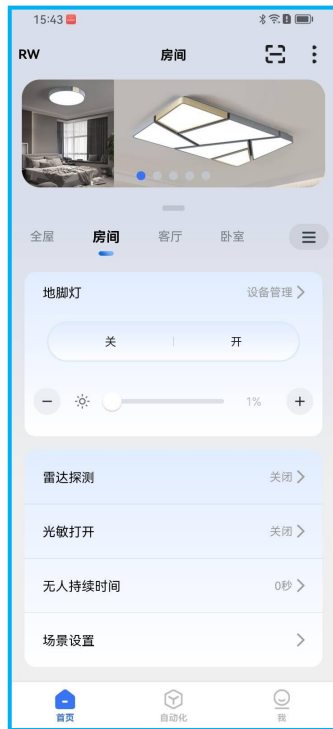 15:43
RW 房间
全屋 房间 客厅 卧室
地脚灯 设备管理
关 开
1%
雷达探测 关闭
光敏打开 关闭
无人持续时间 0秒
场景设置
首页 自动化 我